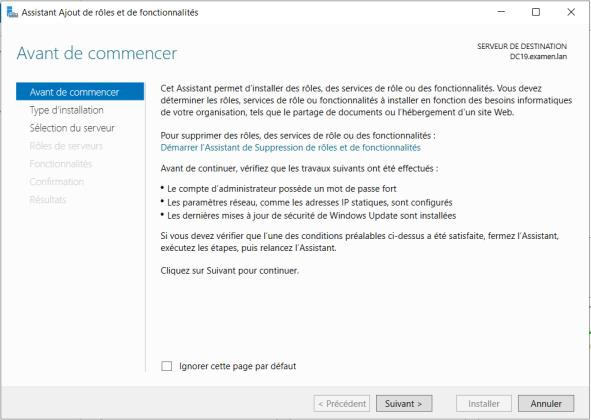 Assistant Ajout de rôles et de fonctionnalités
Avant de commencer
SERVEUR DE DESTINATION
DC19.examen.lan
Avant de commencer
Type d'installation
Sélection du serveur
Rôles de serveurs
Fonctionnalités
Confirmation
Résultats
Cet Assistant permet d'installer des rôles, des services de rôle ou des fonctionnalités. Vous devez
déterminer les rôles, services de rôle ou fonctionnalités à installer en fonction des besoins informatiques
de votre organisation, tels que le partage de documents ou l'hébergement d'un site Web.
Pour supprimer des rôles, des services de rôle ou des fonctionnalités :
Démarrer l'Assistant de Suppression de rôles et de fonctionnalités
Avant de continuer, vérifiez que les travaux suivants ont été effectués :
• Le compte d'administrateur possède un mot de passe fort
• Les paramètres réseau, comme les adresses IP statiques, sont configurés
• Les dernières mises à jour de sécurité de Windows Update sont installées
Si vous devez vérifier que l'une des conditions préalables ci-dessus a été satisfaite, fermez l'Assistant,
exécutez les étapes, puis relancez l'Assistant.
Cliquez sur Suivant pour continuer.
Ignorer cette page par défaut
< Précédent
Suivant >
Installer
Annuler